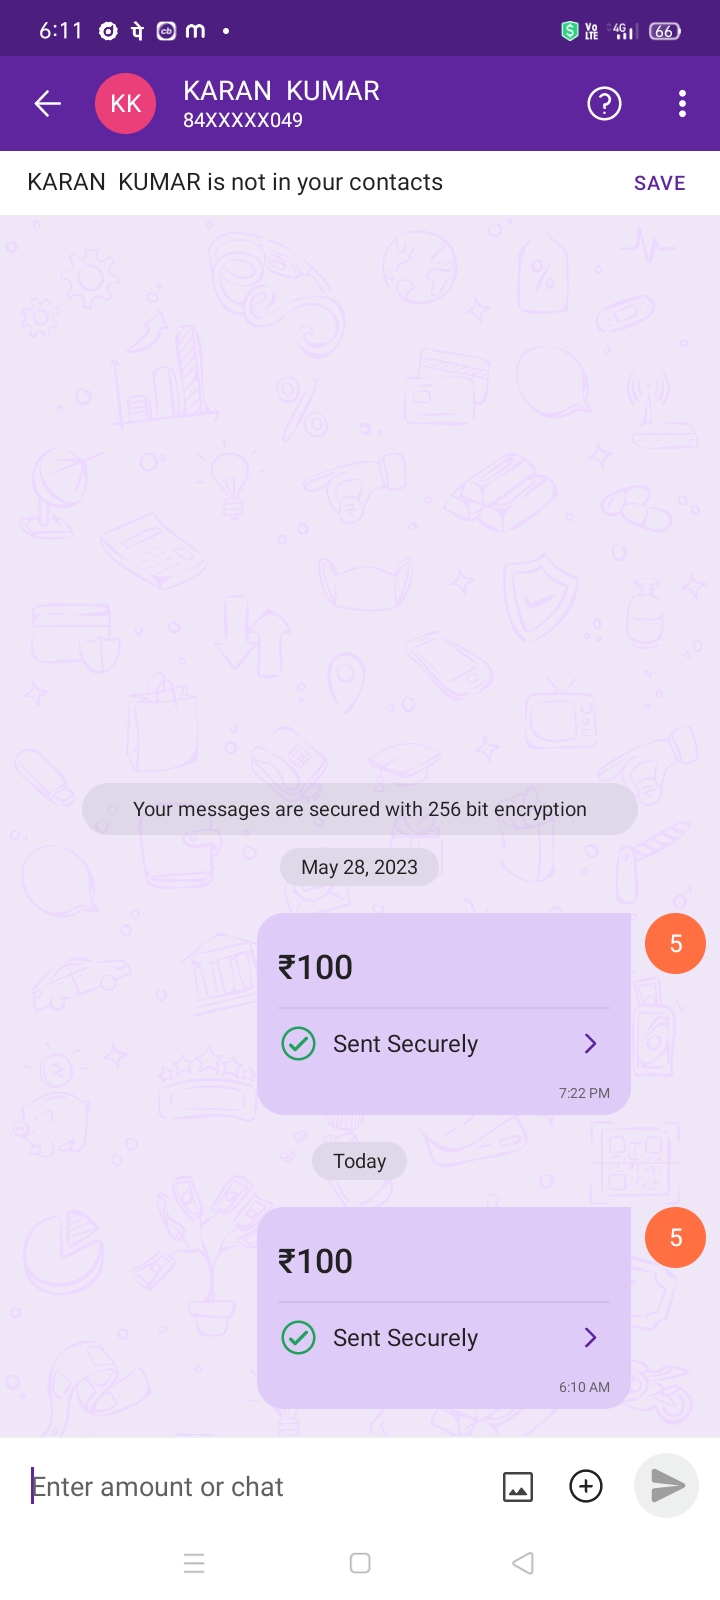 6:11 पे cb m Vo LTE 4G 66
KK KARAN KUMAR
84XXXXX049
KARAN KUMAR is not in your contacts SAVE
Your messages are secured with 256 bit encryption
May 28, 2023
₹100 5
Sent Securely
7:22 PM
Today
₹100 5
Sent Securely
6:10 AM
Enter amount or chat